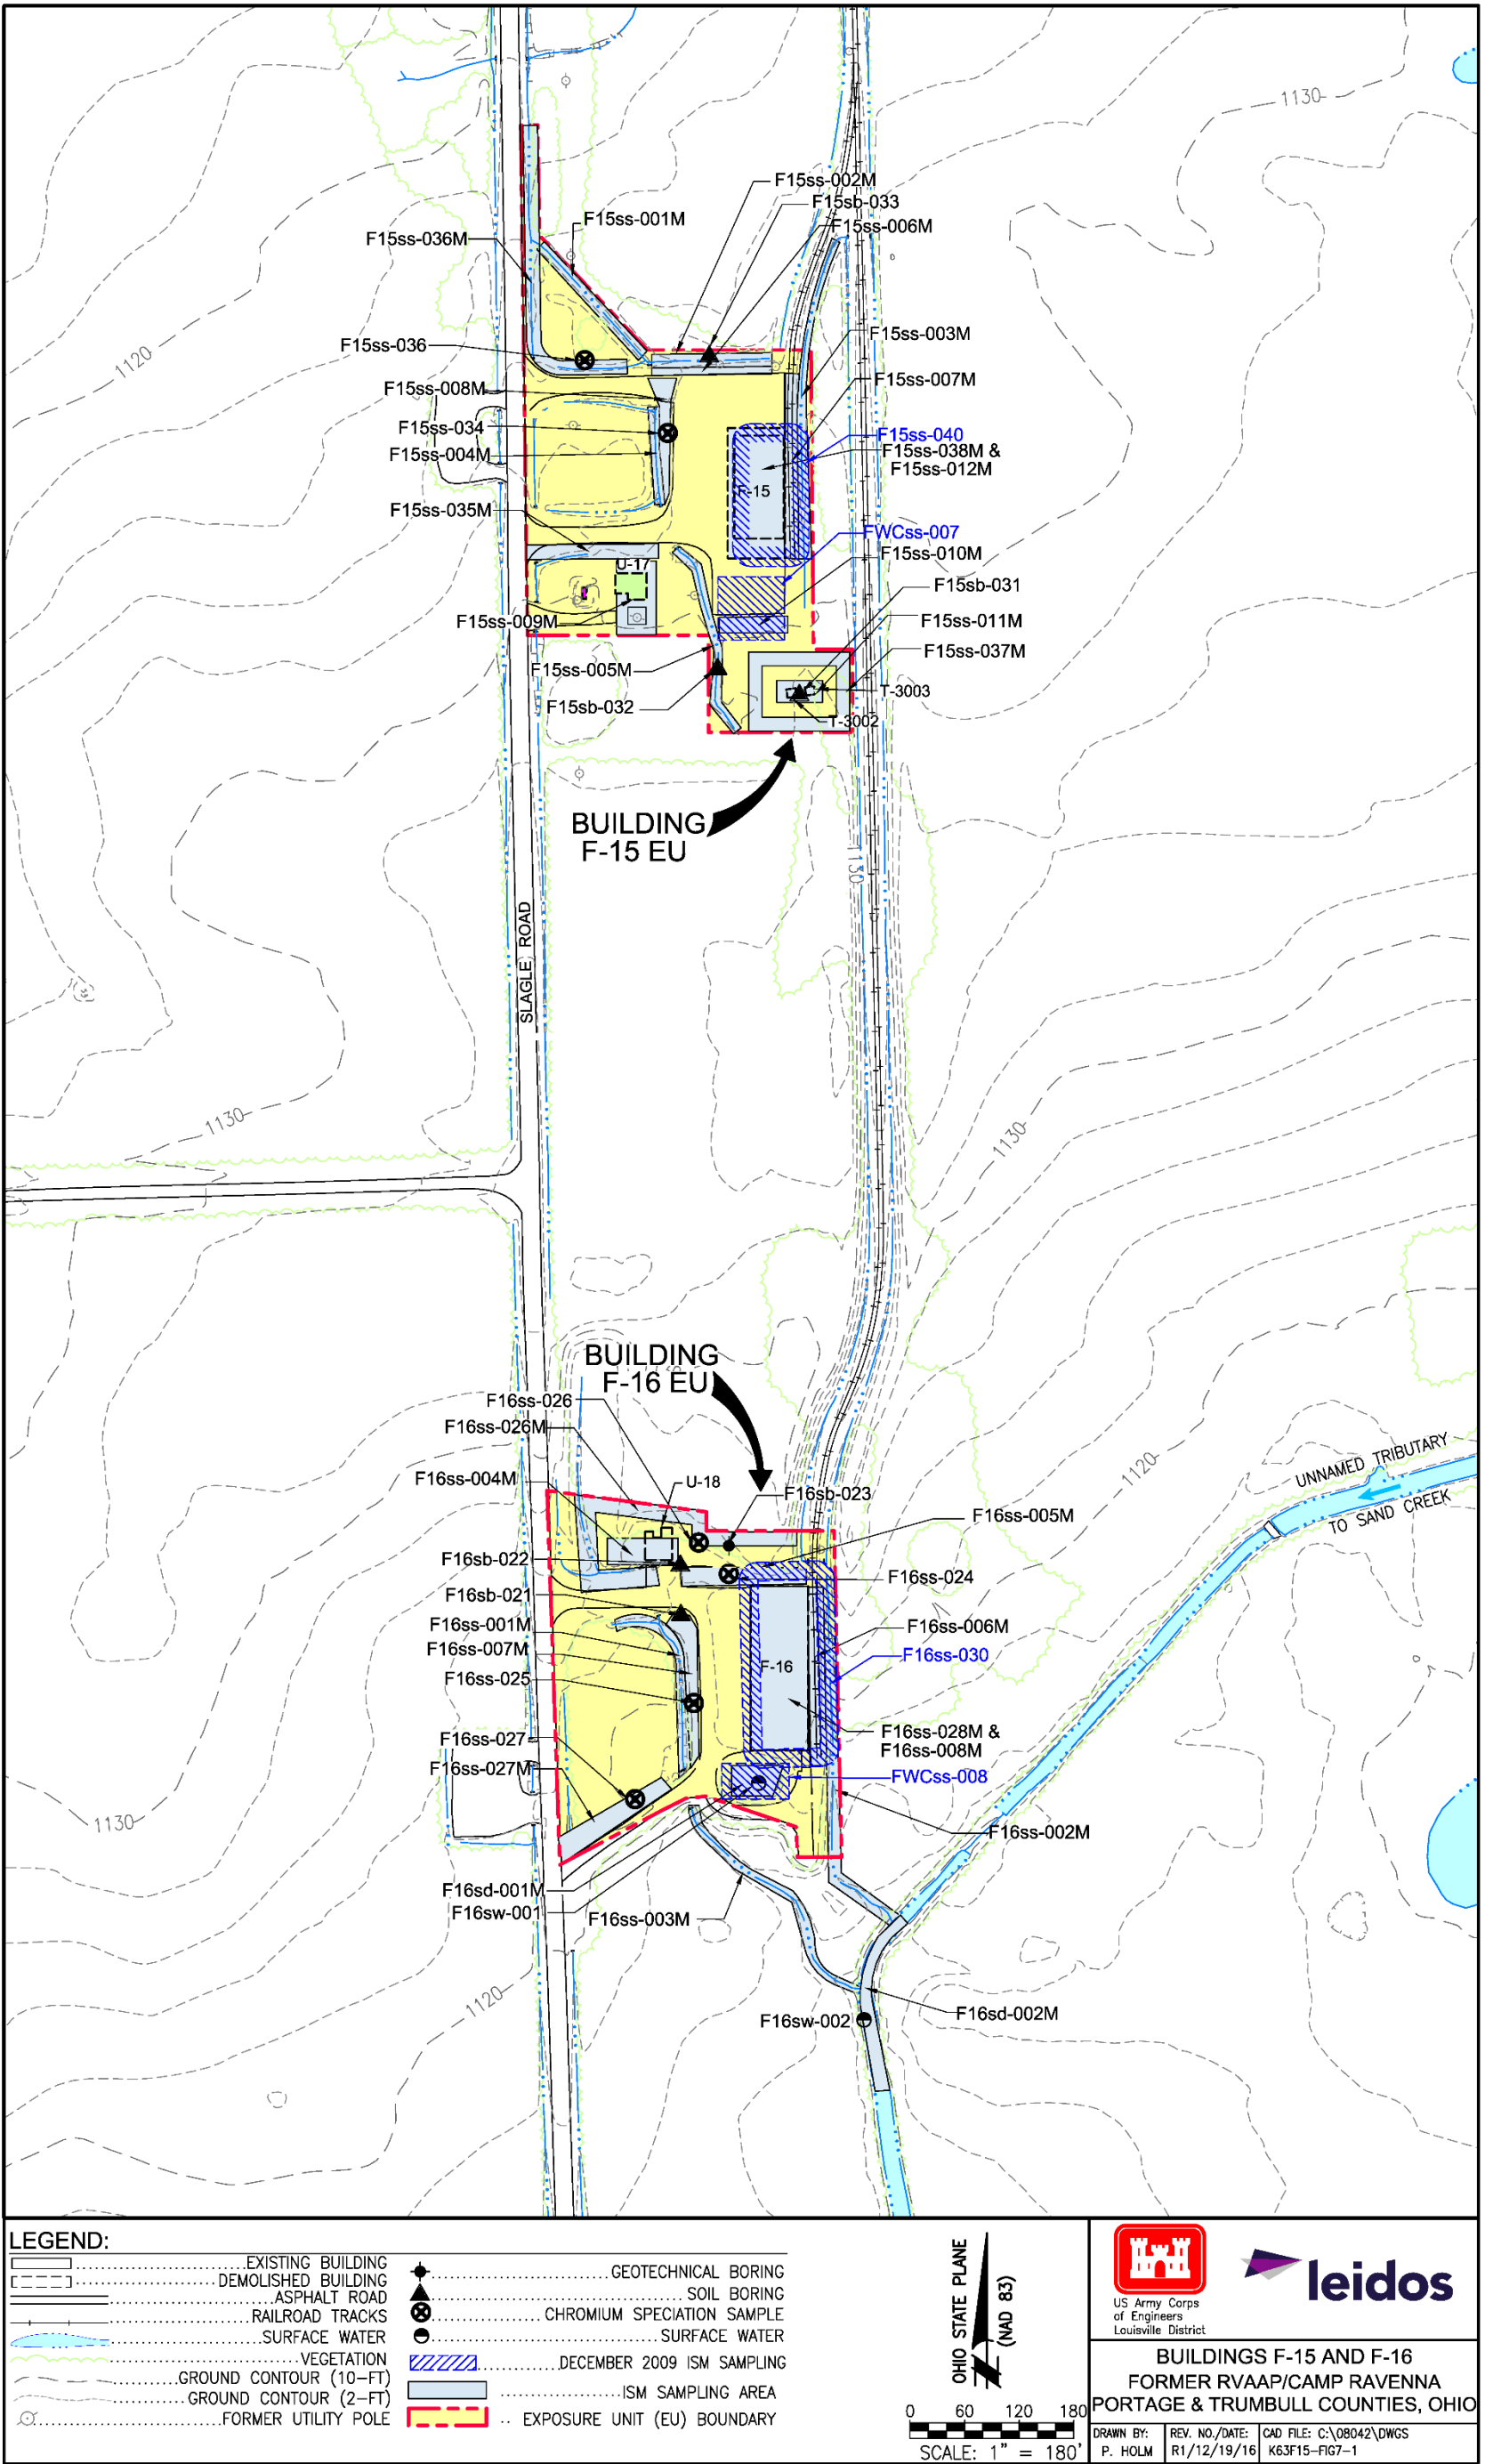 1130
F15ss-002M
F15sb-033
F15ss-006M
F15ss-001M
F15ss-036M
F15ss-003M
F15ss-036
1120
F15ss-007M
F15ss-008M
F15ss-034
F15ss-040
F15ss-004M
F15ss-038M &
F15ss-012M
F-15
F15ss-035M
FWCss-007
F15ss-010M
U-17
F15sb-031
F15ss-009M
F15ss-011M
F15ss-037M
F15ss-005M
T-3003
F15sb-032
T-3002
BUILDING
F-15 EU
1130
SLAGLE ROAD
1130
1130
BUILDING
F-16 EU
F16ss-026
F16ss-026M
F16ss-004M
U-18
F16sb-023
1120
UNNAMED TRIBUTARY
TO SAND CREEK
F16ss-005M
F16sb-022
F16ss-024
F16sb-021
F16ss-001M
F16ss-006M
F16ss-007M
F16ss-030
F-16
F16ss-025
F16ss-027
F16ss-028M &
F16ss-008M
F16ss-027M
FWCss-008
1130
F16ss-002M
F16sd-001M
F16sw-001
F16ss-003M
1120
F16sw-002
F16sd-002M
LEGEND:
EXISTING BUILDING
DEMOLISHED BUILDING
ASPHALT ROAD
RAILROAD TRACKS
SURFACE WATER
VEGETATION
GROUND CONTOUR (10-FT)
GROUND CONTOUR (2-FT)
FORMER UTILITY POLE
GEOTECHNICAL BORING
SOIL BORING
CHROMIUM SPECIATION SAMPLE
SURFACE WATER
DECEMBER 2009 ISM SAMPLING
ISM SAMPLING AREA
EXPOSURE UNIT (EU) BOUNDARY
OHIO STATE PLANE
(NAD 83)
0 60 120 180
SCALE: 1" = 180'
US Army Corps
of Engineers
Louisville District
leidos
BUILDINGS F-15 AND F-16
FORMER RVAAP/CAMP RAVENNA
PORTAGE & TRUMBULL COUNTIES, OHIO
DRAWN BY:
P. HOLM
REV. NO./DATE:
R1/12/19/16
CAD FILE: C:\08042\DWGS
K63F15-FIG7-1